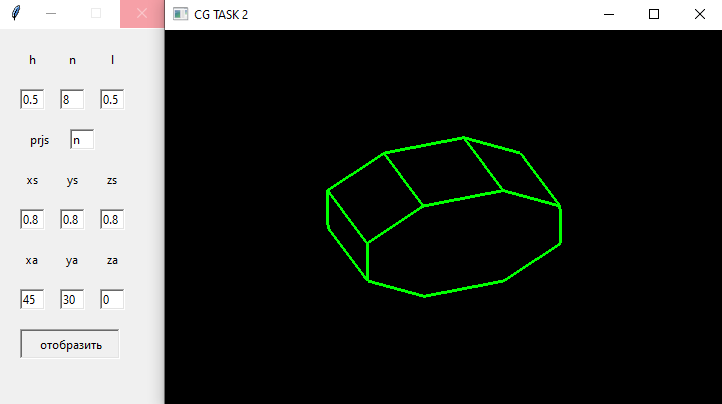 CG TASK 2
h n l
0.5 8 0.5
prjs n
xs ys zs
0.8 0.8 0.8
xa ya za
45 30 0
отобразить